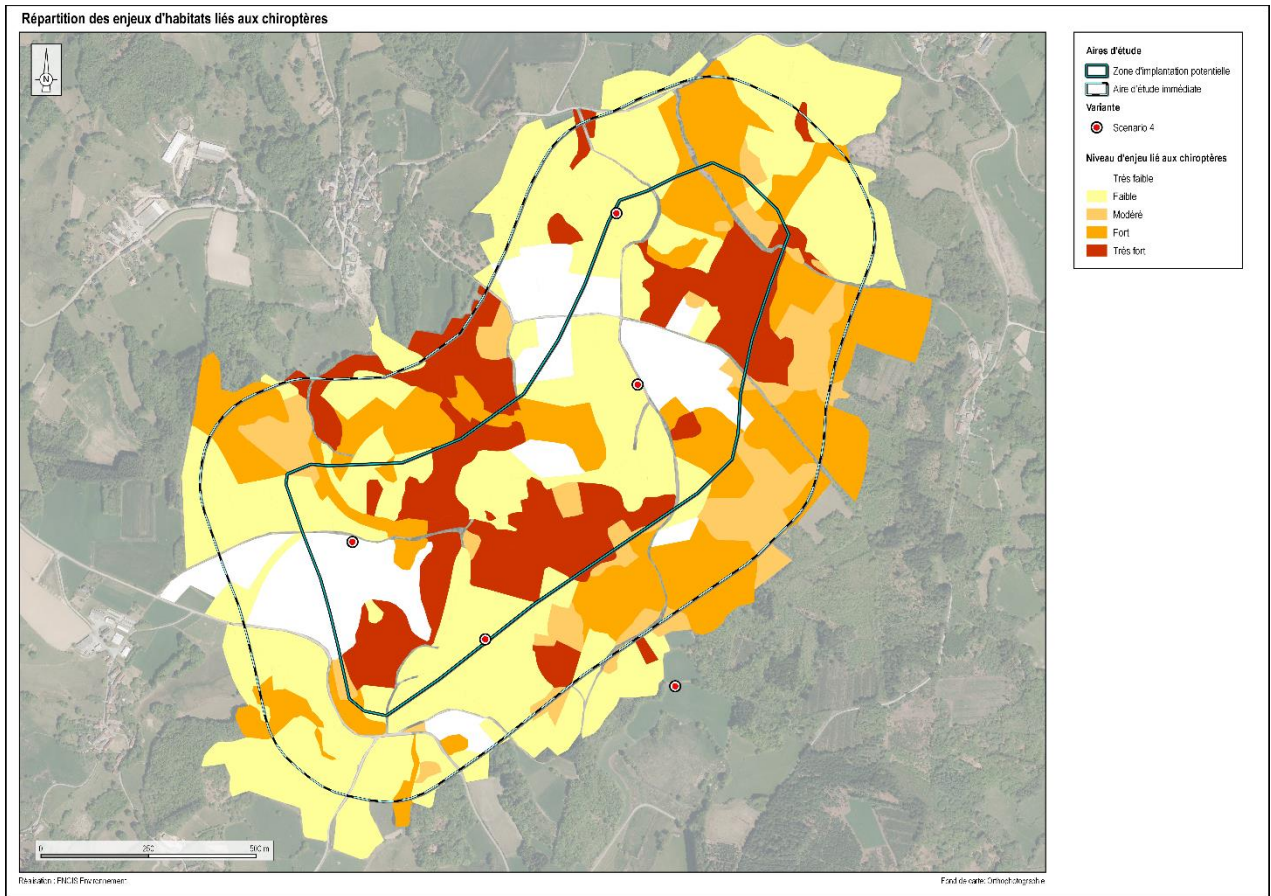 Répartition des enjeux d'habitats liés aux chiroptères
N
Aires d'étude
Zone d'implantation potentielle
Aire d'étude immédiate
Variante
Scenario 4
Niveau d'enjeu lié aux chiroptères
Très faible
Faible
Modéré
Fort
Très fort
0 250 500 m
Réalisation : ENCIS Environnement
Fond de carte: Orthophotographie